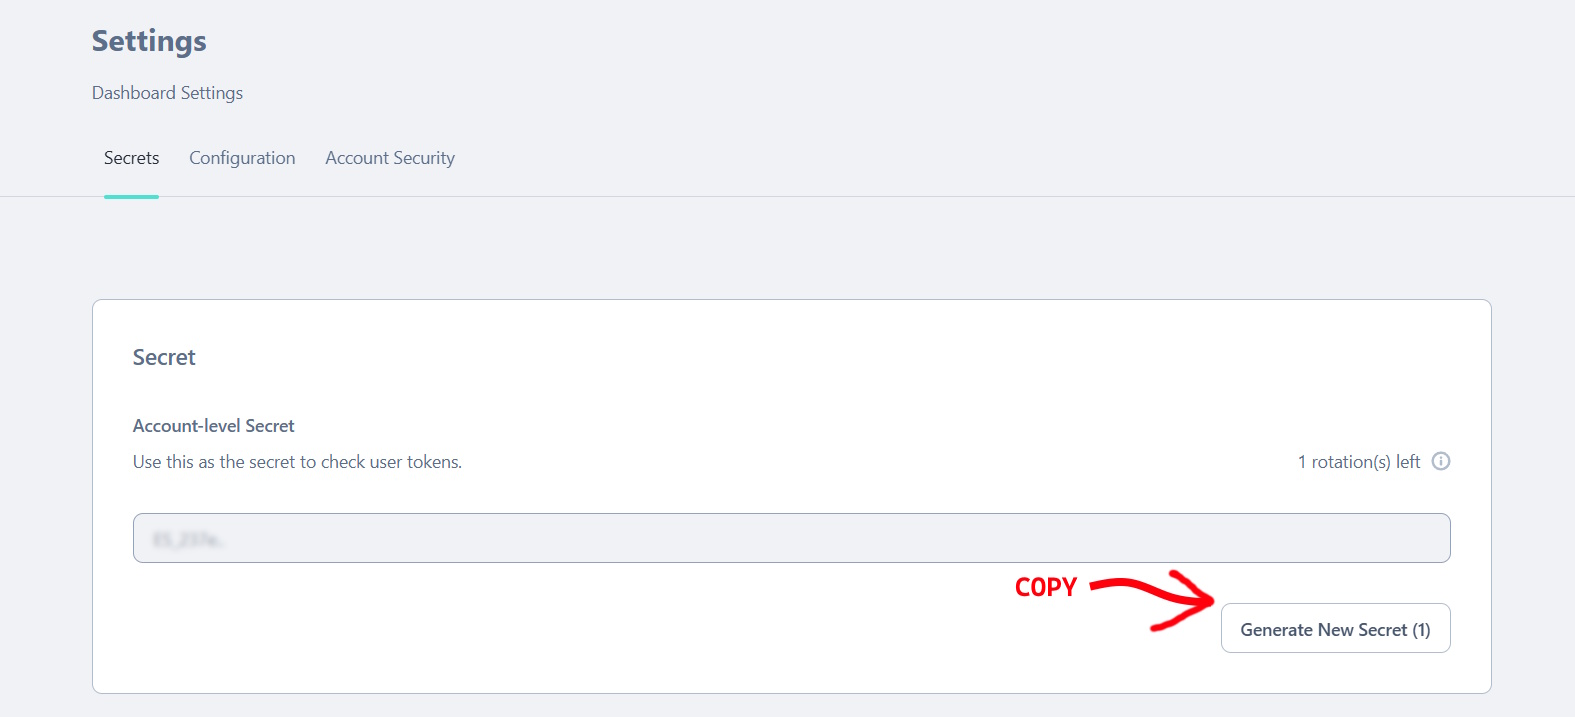 Settings
Dashboard Settings
Secrets Configuration Account Security
Secret
Account-level Secret
Use this as the secret to check user tokens. 1 rotation(s) left
COPY
Generate New Secret (1)